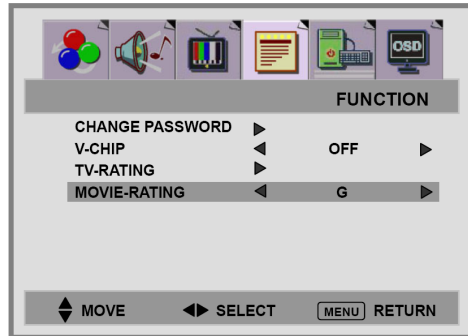 OSD
FUNCTION
CHANGE PASSWORD
V-CHIP OFF
TV-RATING
MOVIE-RATING G
MOVE SELECT MENU RETURN